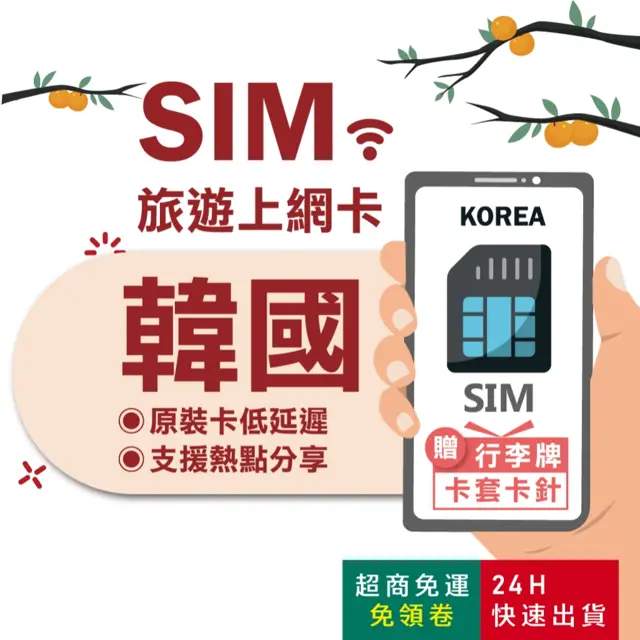 SIM
旅遊上網卡
韓國
◉原裝卡低延遲
◉支援熱點分享
KOREA
SIM
贈 行李牌
卡套卡針
超商免運
免領卷
24H
快速出貨